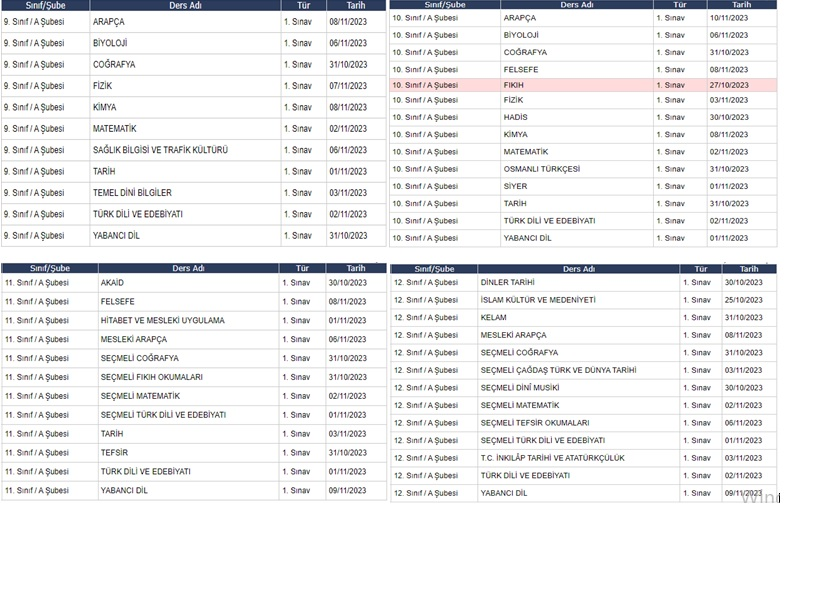 Sınıf/Şube Ders Adı Tür Tarih
9. Sınıf / A Şubesi ARAPÇA 1. Sınav 08/11/2023
9. Sınıf / A Şubesi BİYOLOJİ 1. Sınav 06/11/2023
9. Sınıf / A Şubesi COĞRAFYA 1. Sınav 31/10/2023
9. Sınıf / A Şubesi FİZİK 1. Sınav 07/11/2023
9. Sınıf / A Şubesi KİMYA 1. Sınav 08/11/2023
9. Sınıf / A Şubesi MATEMATİK 1. Sınav 02/11/2023
9. Sınıf / A Şubesi SAĞLIK BİLGİSİ VE TRAFİK KÜLTÜRÜ 1. Sınav 06/11/2023
9. Sınıf / A Şubesi TARİH 1. Sınav 01/11/2023
9. Sınıf / A Şubesi TEMEL DİNİ BİLGİLER 1. Sınav 03/11/2023
9. Sınıf / A Şubesi TÜRK DİLİ VE EDEBİYATI 1. Sınav 02/11/2023
9. Sınıf / A Şubesi YABANCI DİL 1. Sınav 31/10/2023
Sınıf/Şube Ders Adı Tür Tarih
10. Sınıf / A Şubesi ARAPÇA 1. Sınav 10/11/2023
10. Sınıf / A Şubesi BİYOLOJİ 1. Sınav 06/11/2023
10. Sınıf / A Şubesi COĞRAFYA 1. Sınav 31/10/2023
10. Sınıf / A Şubesi FELSEFE 1. Sınav 08/11/2023
10. Sınıf / A Şubesi FIKIH 1. Sınav 27/10/2023
10. Sınıf / A Şubesi FİZİK 1. Sınav 03/11/2023
10. Sınıf / A Şubesi HADİS 1. Sınav 30/10/2023
10. Sınıf / A Şubesi KİMYA 1. Sınav 08/11/2023
10. Sınıf / A Şubesi MATEMATİK 1. Sınav 02/11/2023
10. Sınıf / A Şubesi OSMANLI TÜRKÇESİ 1. Sınav 31/10/2023
10. Sınıf / A Şubesi SİYER 1. Sınav 01/11/2023
10. Sınıf / A Şubesi TARİH 1. Sınav 31/10/2023
10. Sınıf / A Şubesi TÜRK DİLİ VE EDEBİYATI 1. Sınav 02/11/2023
10. Sınıf / A Şubesi YABANCI DİL 1. Sınav 01/11/2023
Sınıf/Şube Ders Adı Tür Tarih
11. Sınıf / A Şubesi AKAİD 1. Sınav 30/10/2023
11. Sınıf / A Şubesi FELSEFE 1. Sınav 08/11/2023
11. Sınıf / A Şubesi HİTABET VE MESLEKİ UYGULAMA 1. Sınav 01/11/2023
11. Sınıf / A Şubesi MESLEKİ ARAPÇA 1. Sınav 06/11/2023
11. Sınıf / A Şubesi SEÇMELİ COĞRAFYA 1. Sınav 31/10/2023
11. Sınıf / A Şubesi SEÇMELİ FIKIH OKUMALARI 1. Sınav 31/10/2023
11. Sınıf / A Şubesi SEÇMELİ MATEMATİK 1. Sınav 02/11/2023
11. Sınıf / A Şubesi SEÇMELİ TÜRK DİLİ VE EDEBİYATI 1. Sınav 01/11/2023
11. Sınıf / A Şubesi TARİH 1. Sınav 03/11/2023
11. Sınıf / A Şubesi TEFSİR 1. Sınav 31/10/2023
11. Sınıf / A Şubesi TÜRK DİLİ VE EDEBİYATI 1. Sınav 01/11/2023
11. Sınıf / A Şubesi YABANCI DİL 1. Sınav 09/11/2023
Sınıf/Şube Ders Adı Tür Tarih
12. Sınıf / A Şubesi DİNLER TARİHİ 1. Sınav 30/10/2023
12. Sınıf / A Şubesi İSLAM KÜLTÜR VE MEDENİYETİ 1. Sınav 25/10/2023
12. Sınıf / A Şubesi KELAM 1. Sınav 31/10/2023
12. Sınıf / A Şubesi MESLEKİ ARAPÇA 1. Sınav 08/11/2023
12. Sınıf / A Şubesi SEÇMELİ COĞRAFYA 1. Sınav 31/10/2023
12. Sınıf / A Şubesi SEÇMELİ ÇAĞDAŞ TÜRK VE DÜNYA TARİHİ 1. Sınav 03/11/2023
12. Sınıf / A Şubesi SEÇMELİ DİNÎ MUSİKİ 1. Sınav 30/10/2023
12. Sınıf / A Şubesi SEÇMELİ MATEMATİK 1. Sınav 02/11/2023
12. Sınıf / A Şubesi SEÇMELİ TEFSİR OKUMALARI 1. Sınav 06/11/2023
12. Sınıf / A Şubesi SEÇMELİ TÜRK DİLİ VE EDEBİYATI 1. Sınav 01/11/2023
12. Sınıf / A Şubesi T.C. İNKILÂP TARİHİ VE ATATÜRKÇÜLÜK 1. Sınav 03/11/2023
12. Sınıf / A Şubesi TÜRK DİLİ VE EDEBİYATI 1. Sınav 02/11/2023
12. Sınıf / A Şubesi YABANCI DİL 1. Sınav 09/11/2023